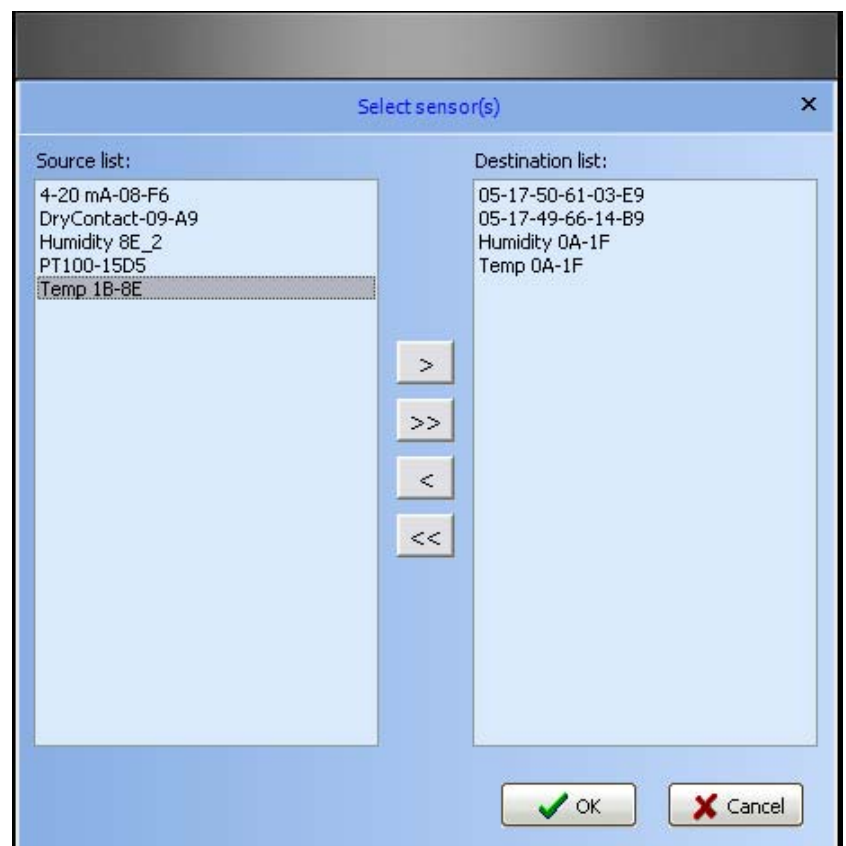 Select sensor(s)
Source list:
4-20 mA-08-F6
DryContact-09-A9
Humidity 8E_2
PT100-15D5
Temp 1B-8E
>
>>
<
<<
Destination list:
05-17-50-61-03-E9
05-17-49-66-14-B9
Humidity 0A-1F
Temp 0A-1F
OK
Cancel